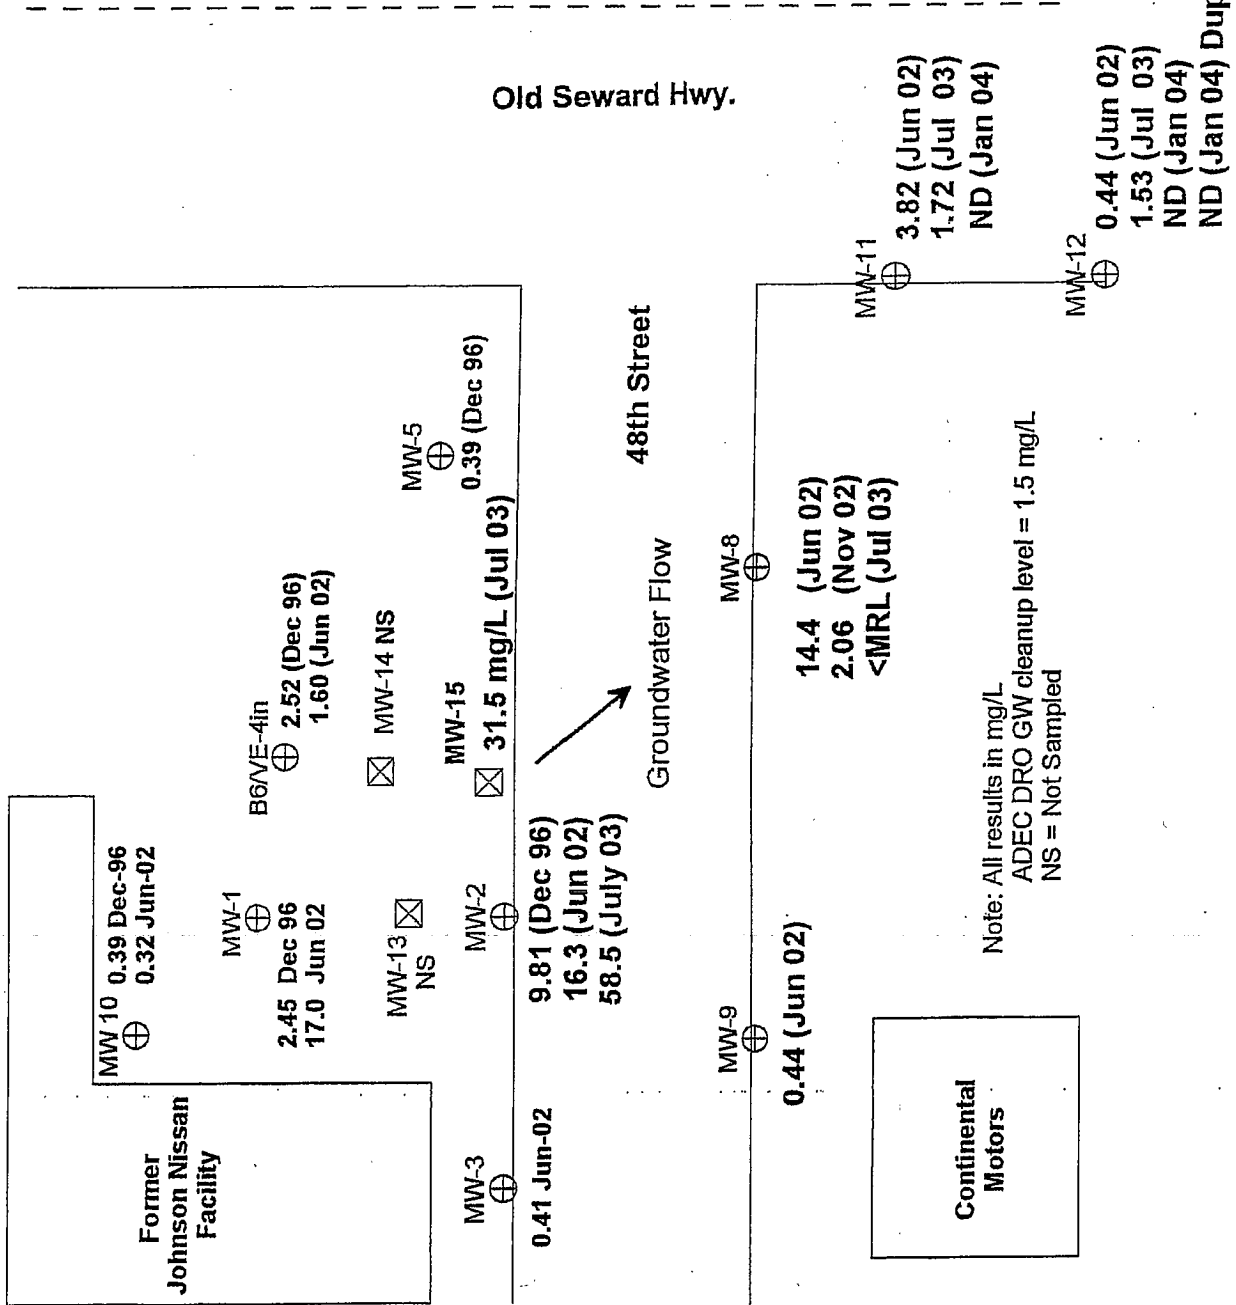 Old Seward Hwy.
Former
Johnson Nissan
Facility
MW 10
0.39 Dec-96
0.32 Jun-02
MW-1
2.45 Dec 96
17.0 Jun 02
B6/VE-4in
2.52 (Dec 96)
1.60 (Jun 02)
MW-14 NS
MW-13
NS
MW-15
31.5 mg/L (Jul 03)
MW-5
0.39 (Dec 96)
MW-3
0.41 Jun-02
MW-2
9.81 (Dec 96)
16.3 (Jun 02)
58.5 (July 03)
Groundwater Flow
48th Street
MW-9
0.44 (Jun 02)
MW-8
14.4 (Jun 02)
2.06 (Nov 02)
<MRL (Jul 03)
MW-11
3.82 (Jun 02)
1.72 (Jul 03)
ND (Jan 04)
MW-12
0.44 (Jun 02)
1.53 (Jul 03)
ND (Jan 04)
ND (Jan 04) Dup
Continental
Motors
Note: All results in mg/L
ADEC DRO GW cleanup level = 1.5 mg/L
NS = Not Sampled